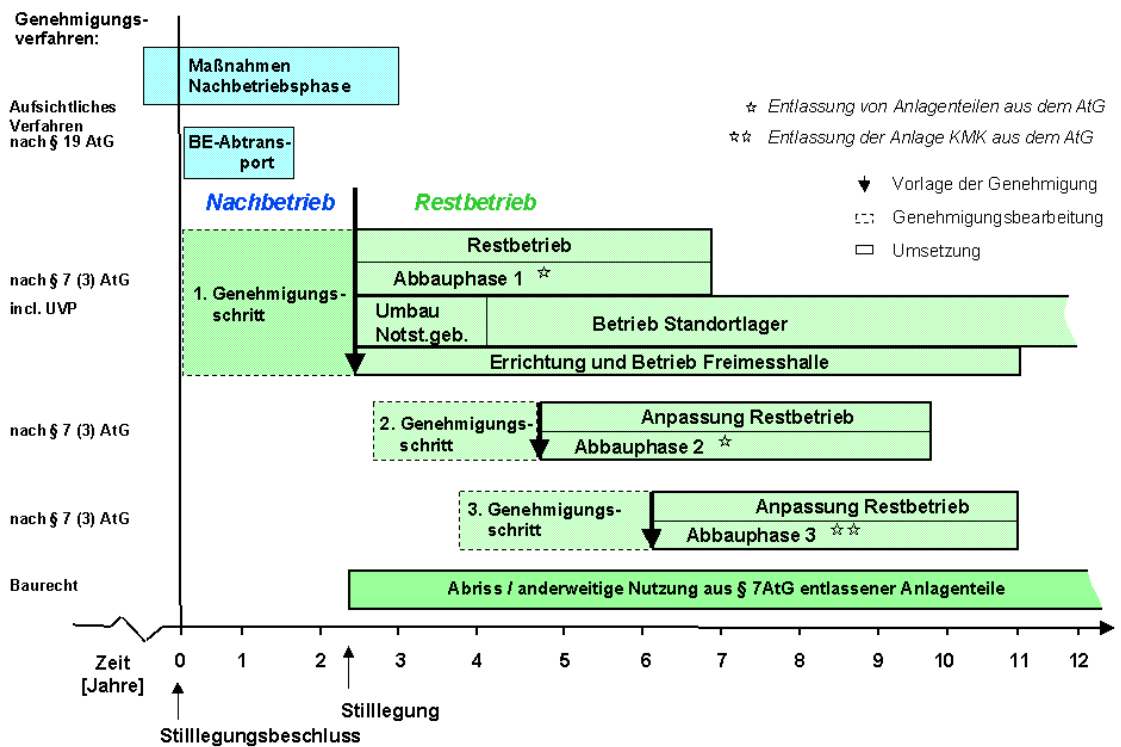 Genehmigungs-
verfahren:
Maßnahmen
Nachbetriebsphase
Aufsichtliches
Verfahren
nach § 19 AtG
BE-Abtrans-
port
☆ Entlassung von Anlagenteilen aus dem AtG
☆☆ Entlassung der Anlage KMK aus dem AtG
Vorlage der Genehmigung
Genehmigungsbearbeitung
Umsetzung
Nachbetrieb
Restbetrieb
nach § 7 (3) AtG
incl. UVP
1. Genehmigungs-
schritt
Restbetrieb
Abbauphase 1 ☆
Umbau
Notst.geb.
Betrieb Standortlager
Errichtung und Betrieb Freimesshalle
nach § 7 (3) AtG
2. Genehmigungs-
schritt
Anpassung Restbetrieb
Abbauphase 2 ☆
nach § 7 (3) AtG
3. Genehmigungs-
schritt
Anpassung Restbetrieb
Abbauphase 3 ☆☆
Baurecht
Abriss / anderweitige Nutzung aus § 7AtG entlassener Anlagenteile
Zeit
[Jahre]
0 1 2 3 4 5 6 7 8 9 10 11 12
Stilllegung
Stilllegungsbeschluss